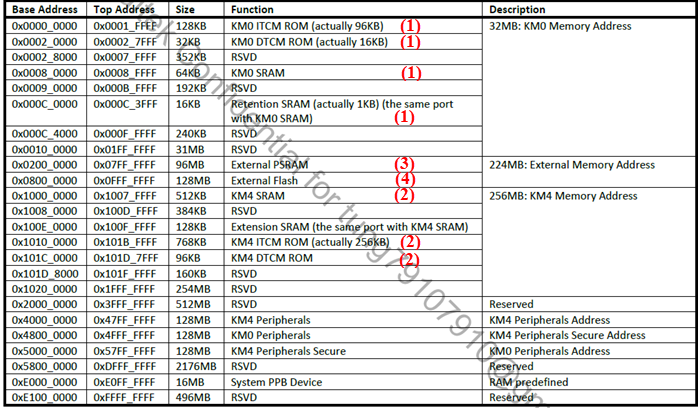 Base Address Top Address Size Function Description
0x0000_0000 0x0001_FFFF 128KB KM0 ITCM ROM (actually 96KB) (1) 32MB: KM0 Memory Address
0x0002_0000 0x0002_7FFF 32KB KM0 DTCM ROM (actually 16KB) (1)
0x0002_8000 0x0007_FFFF 352KB RSVD
0x0008_0000 0x0008_FFFF 64KB KM0 SRAM (1)
0x0009_0000 0x000B_FFFF 192KB RSVD
0x000C_0000 0x000C_3FFF 16KB Retention SRAM (actually 1KB) (the same port
with KM0 SRAM) (1)
0x000C_4000 0x000F_FFFF 240KB RSVD
0x0010_0000 0x01FF_FFFF 31MB RSVD
0x0200_0000 0x07FF_FFFF 96MB External PSRAM (3) 224MB: External Memory Address
0x0800_0000 0x0FFF_FFFF 128MB External Flash (4)
0x1000_0000 0x1007_FFFF 512KB KM4 SRAM (2) 256MB: KM4 Memory Address
0x1008_0000 0x100D_FFFF 384KB RSVD
0x100E_0000 0x100F_FFFF 128KB Extension SRAM (the same port with KM4 SRAM)
0x1010_0000 0x101B_FFFF 768KB KM4 ITCM ROM (actually 256KB) (2)
0x101C_0000 0x101D_7FFF 96KB KM4 DTCM ROM (2)
0x101D_8000 0x101F_FFFF 160KB RSVD
0x1020_0000 0x1FFF_FFFF 254MB RSVD
0x2000_0000 0x3FFF_FFFF 512MB RSVD Reserved
0x4000_0000 0x47FF_FFFF 128MB KM4 Peripherals KM4 Peripherals Address
0x4800_0000 0x4FFF_FFFF 128MB KM0 Peripherals KM4 Peripherals Secure Address
0x5000_0000 0x57FF_FFFF 128MB KM4 Peripherals Secure KM0 Peripherals Address
0x5800_0000 0xDFFF_FFFF 2176MB RSVD Reserved
0xE000_0000 0xE0FF_FFFF 16MB System PPB Device RAM predefined
0xE100_0000 0xFFFF_FFFF 496MB RSVD Reserved
Confidential for tung79107910@